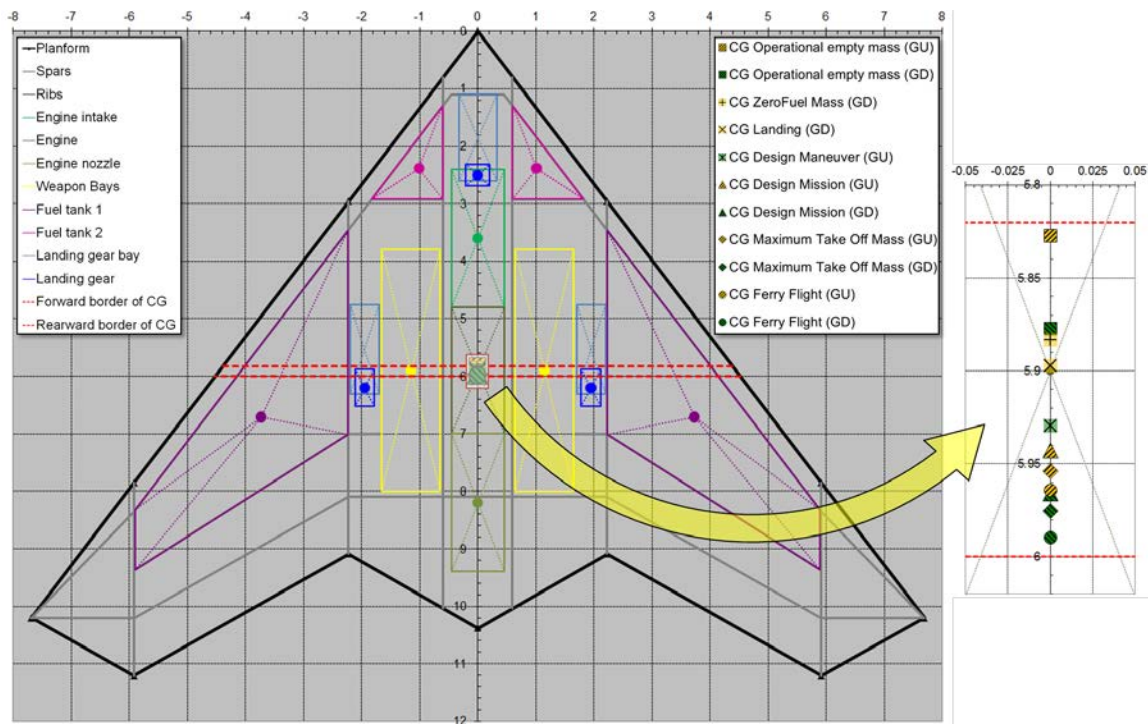 -8 -7 -6 -5 -4 -3 -2 -1 0 1 2 3 4 5 6 7 8
0
1
2
3
4
5
6
7
8
9
10
11
12
Planform
Spars
Ribs
Engine intake
Engine
Engine nozzle
Weapon Bays
Fuel tank 1
Fuel tank 2
Landing gear bay
Landing gear
Forward border of CG
Rearward border of CG
CG Operational empty mass (GU)
CG Operational empty mass (GD)
CG ZeroFuel Mass (GD)
CG Landing (GD)
CG Design Maneuver (GU)
CG Design Mission (GU)
CG Design Mission (GD)
CG Maximum Take Off Mass (GU)
CG Maximum Take Off Mass (GD)
CG Ferry Flight (GU)
CG Ferry Flight (GD)
-0.05 -0.025 0 0.025 0.05
5.8
5.85
5.9
5.95
6